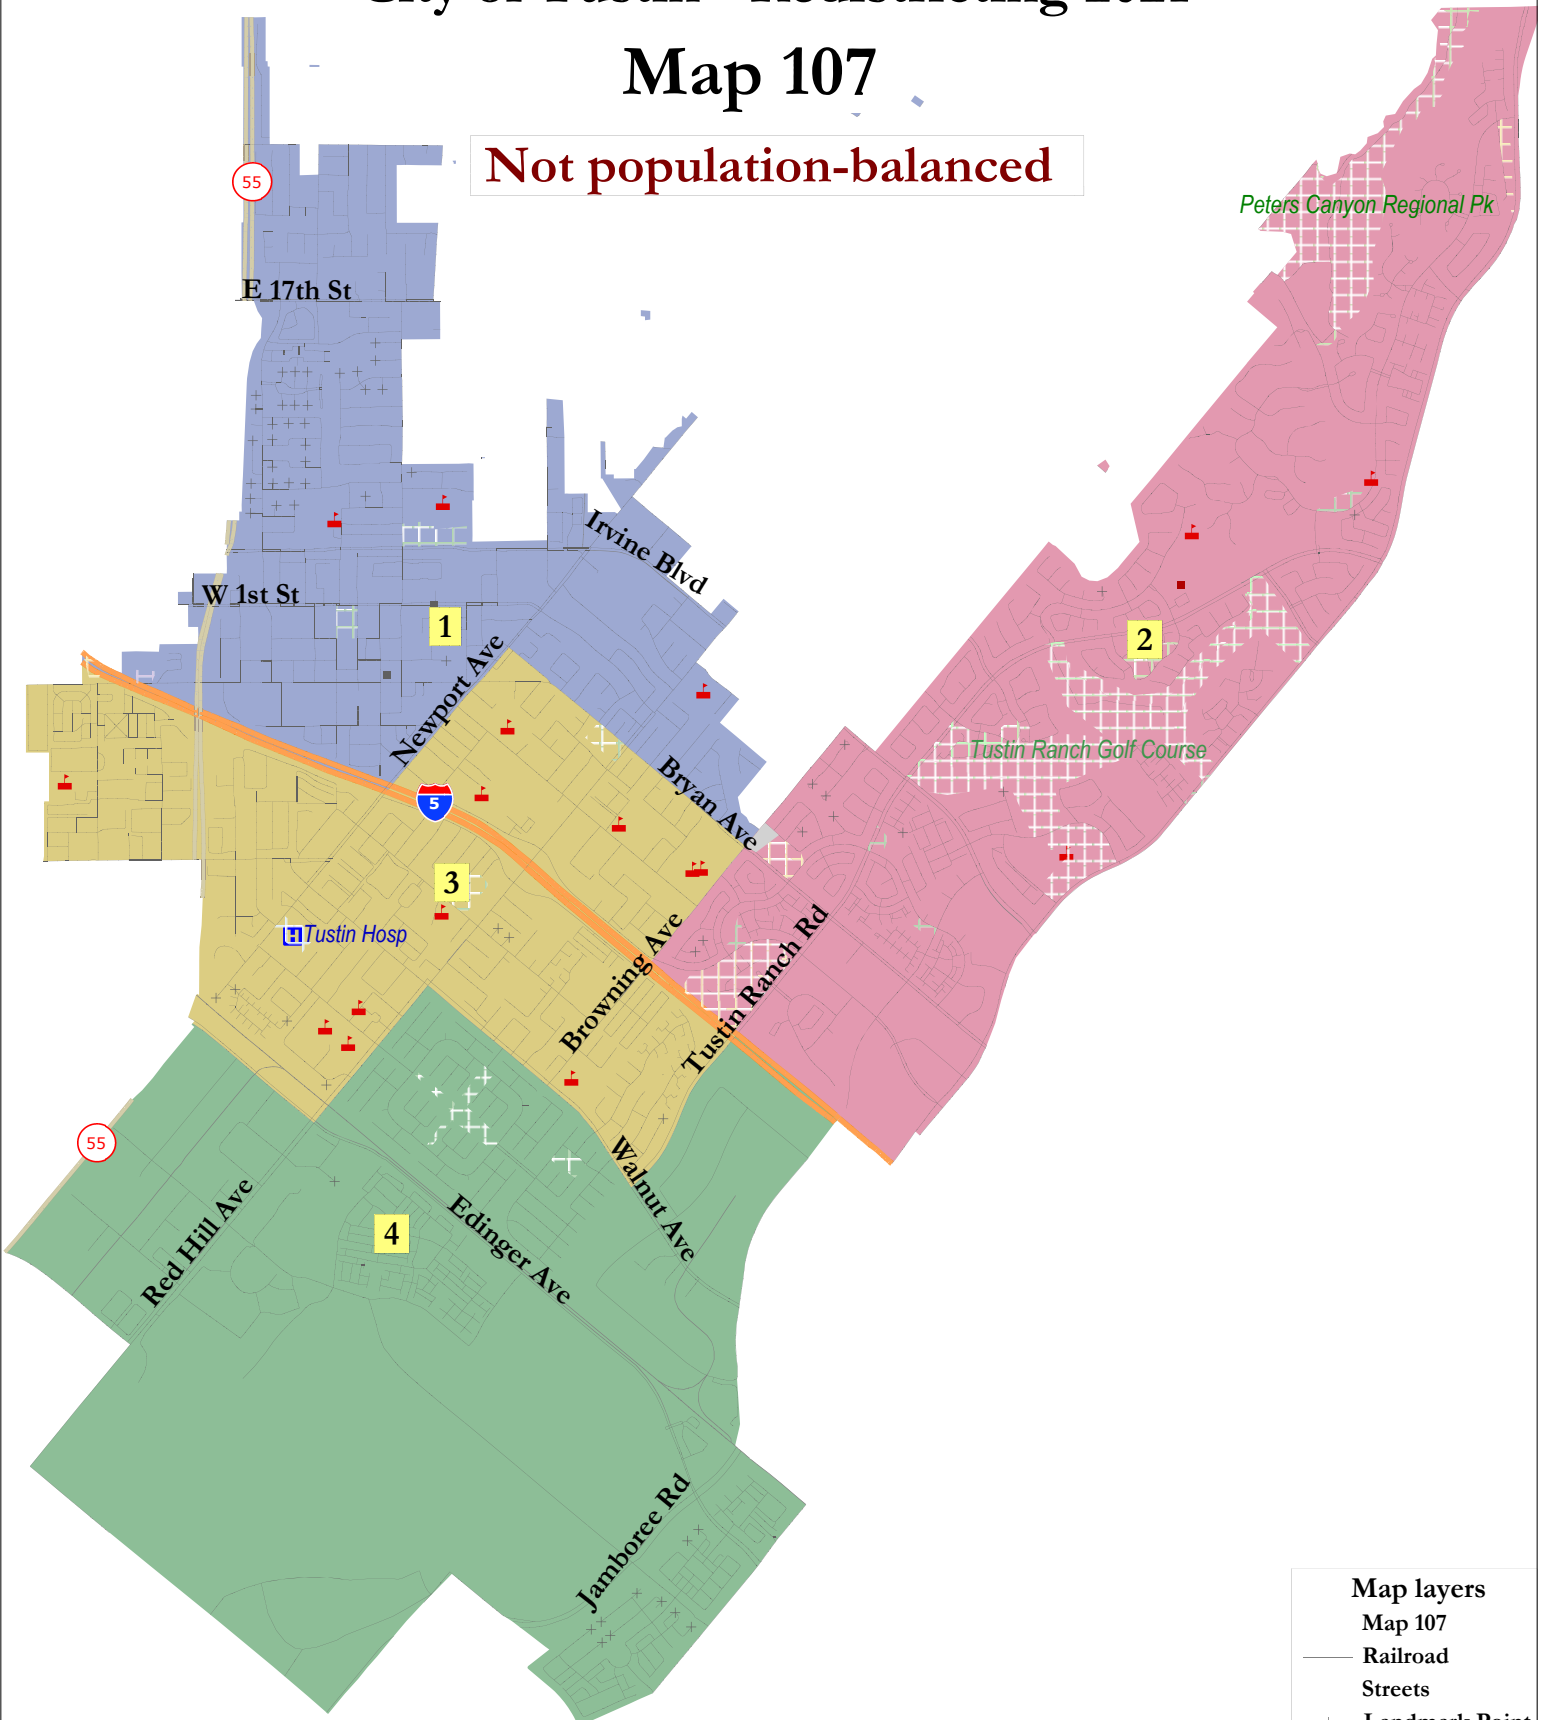 Map 107
Not population-balanced
55
Peters Canyon Regional Pk
E 17th St
Irvine Blvd
W 1st St
1
2
Newport Ave
Tustin Ranch Golf Course
Bryan Ave
5
3
Tustin Hosp
Browning Ave
Tustin Ranch Rd
55
Walnut Ave
Red Hill Ave
Edinger Ave
4
Jamboree Rd
Map layers
Map 107
Railroad
Streets
Landmark Point
H